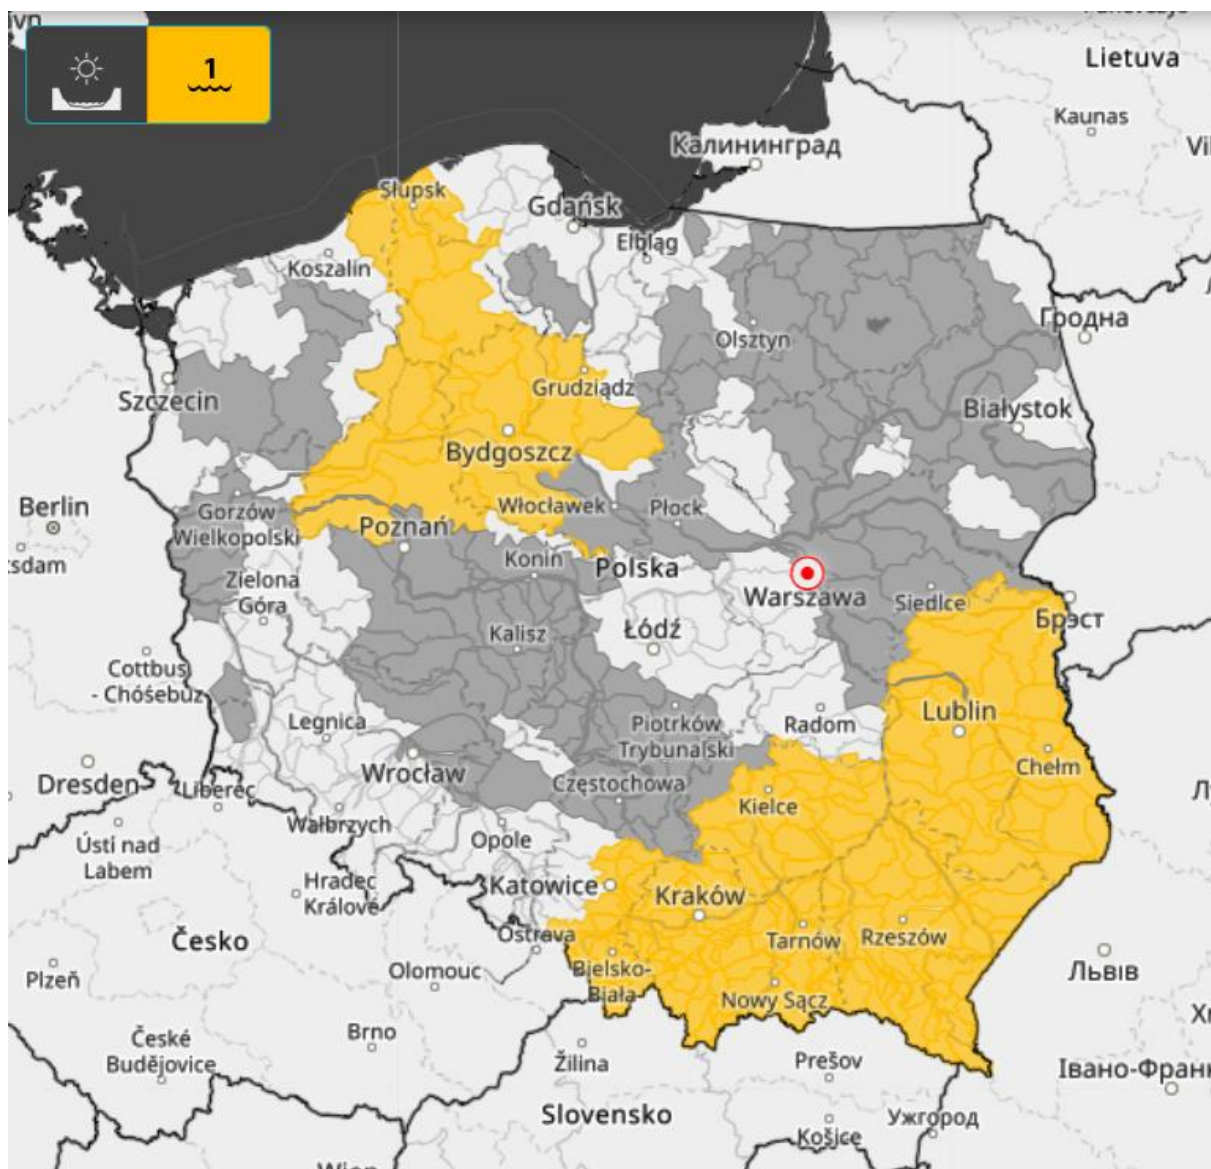 1
Lietuva
Kaunas
Калининград
Słupsk
Gdańsk
Elbląg
Koszalin
Гродна
Olsztyn
Grudziądz
Szczecin
Białystok
Bydgoszcz
Berlin
Włocławek
Płock
Gorzów
Wielkopolski
Poznań
Konin
Polska
Zielona
Góra
Warszawa
Siedlce
Брэст
Kalisz
Łódź
Cottbus
- Chóśebuz
Legnica
Piotrków
Trybunalski
Radom
Lublin
Wrocław
Chełm
Dresden
Liberec
Częstochowa
Kielce
Wałbrzych
Ústí nad
Labem
Opole
Hradec
Králové
Katowice
Kraków
Česko
Ostrava
Tarnów
Rzeszów
Plzeň
Olomouc
Bielsko-
Biała
Nowy Sącz
Львів
České
Budějovice
Brno
Žilina
Prešov
Slovensko
Ужгород
Košice